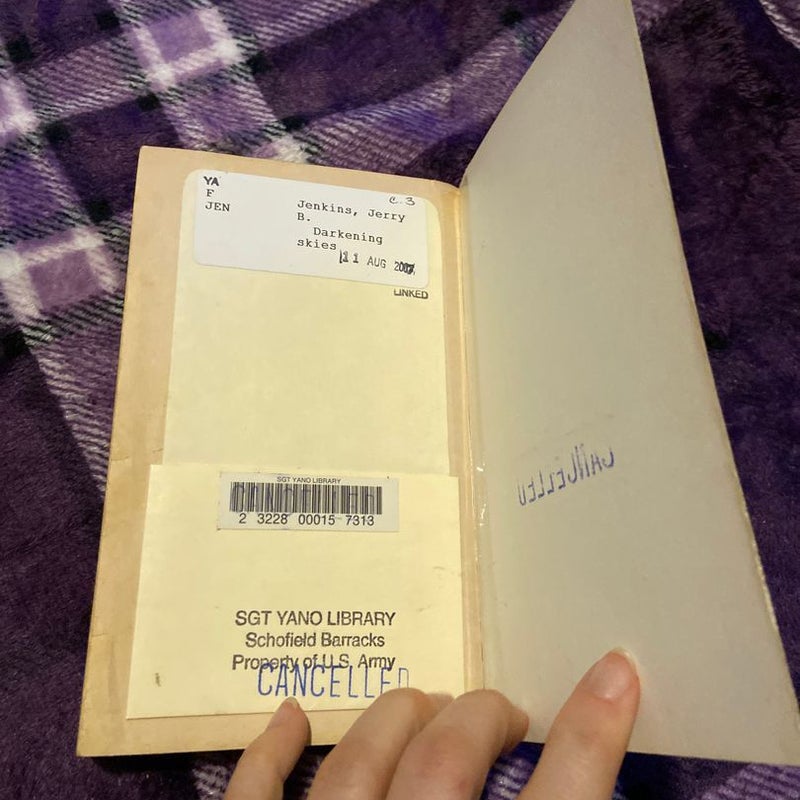 YA
F
JEN
C. 3
Jenkins, Jerry
B.
Darkening
skies
11 AUG 2007
LINKED
SGT YANO LIBRARY
2 3228 00015 7313
SGT YANO LIBRARY
Schofield Barracks
Property of U.S. Army
CANCELLED
CANCELLED